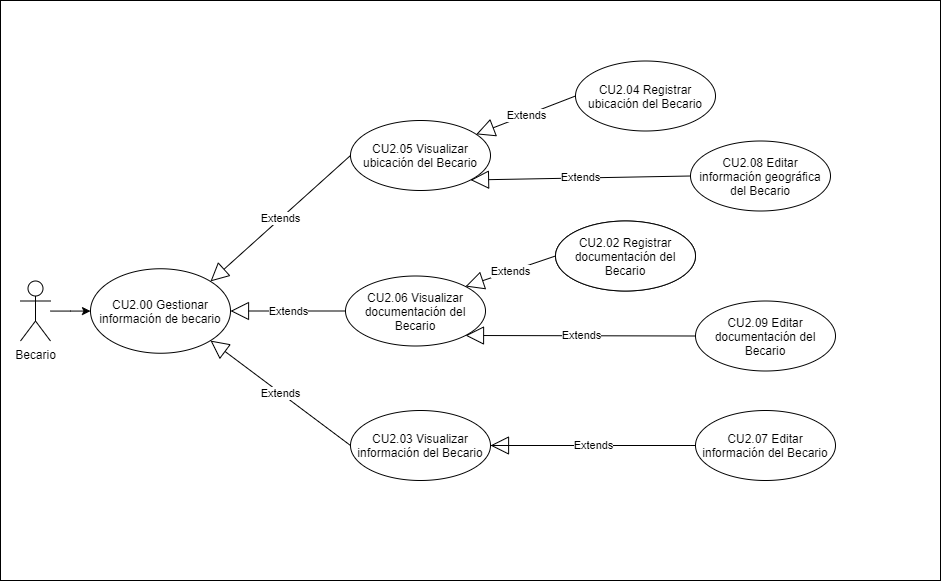 CU2.04 Registrar
ubicación del Becario
Extends
CU2.05 Visualizar
ubicación del Becario
CU2.08 Editar
información geográfica
del Becario
Extends
Extends
CU2.02 Registrar
documentación del
Becario
Extends
CU2.00 Gestionar
información de becario
Extends
CU2.06 Visualizar
documentación del
Becario
Extends
CU2.09 Editar
documentación del
Becario
Becario
Extends
CU2.03 Visualizar
información del Becario
Extends
CU2.07 Editar
información del Becario